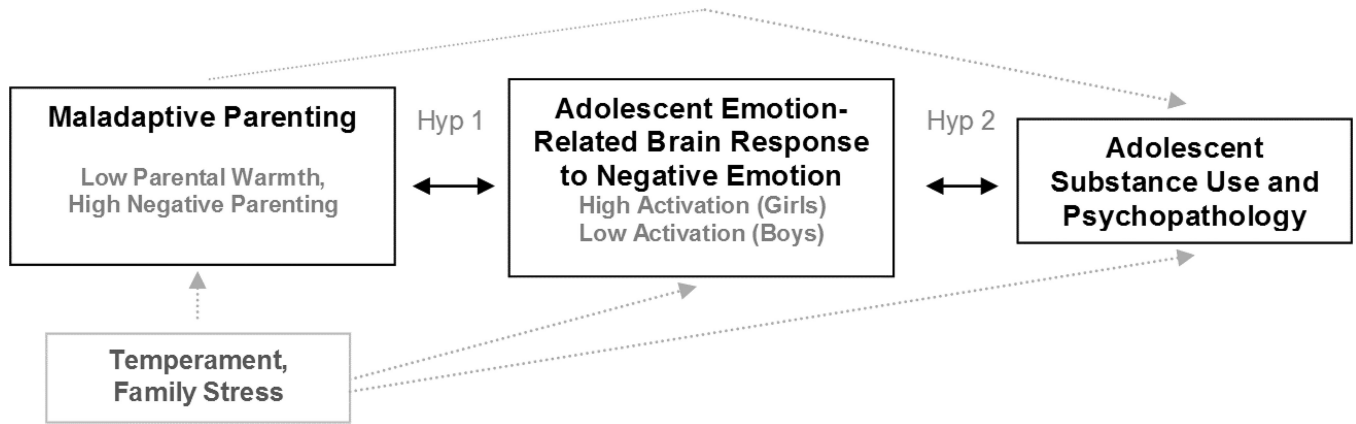 Maladaptive Parenting
Low Parental Warmth,
High Negative Parenting
Hyp 1
Adolescent Emotion-
Related Brain Response
to Negative Emotion
High Activation (Girls)
Low Activation (Boys)
Hyp 2
Adolescent
Substance Use and
Psychopathology
Temperament,
Family Stress